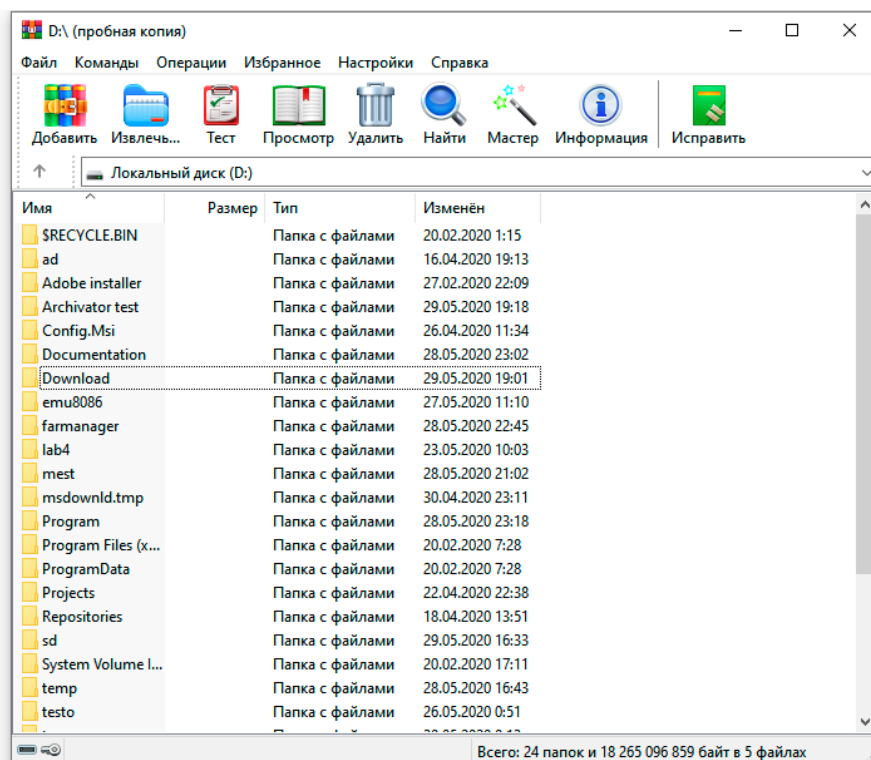 D:\ (пробная копия)
Файл Команды Операции Избранное Настройки Справка
Добавить Извлечь... Тест Просмотр Удалить Найти Мастер Информация Исправить
Локальный диск (D:)
Имя Размер Тип Изменён
$RECYCLE.BIN Папка с файлами 20.02.2020 1:15
ad Папка с файлами 16.04.2020 19:13
Adobe installer Папка с файлами 27.02.2020 22:09
Archivator test Папка с файлами 29.05.2020 19:18
Config.Msi Папка с файлами 26.04.2020 11:34
Documentation Папка с файлами 28.05.2020 23:02
Download Папка с файлами 29.05.2020 19:01
emu8086 Папка с файлами 27.05.2020 11:10
farmanager Папка с файлами 28.05.2020 22:45
lab4 Папка с файлами 23.05.2020 10:03
mest Папка с файлами 28.05.2020 21:02
msdownld.tmp Папка с файлами 30.04.2020 23:11
Program Папка с файлами 28.05.2020 23:18
Program Files (x... Папка с файлами 20.02.2020 7:28
ProgramData Папка с файлами 20.02.2020 7:28
Projects Папка с файлами 22.04.2020 22:38
Repositories Папка с файлами 18.04.2020 13:51
sd Папка с файлами 29.05.2020 16:33
System Volume I... Папка с файлами 20.02.2020 17:11
temp Папка с файлами 28.05.2020 16:43
testo Папка с файлами 26.05.2020 0:51
Всего: 24 папок и 18 265 096 859 байт в 5 файлах